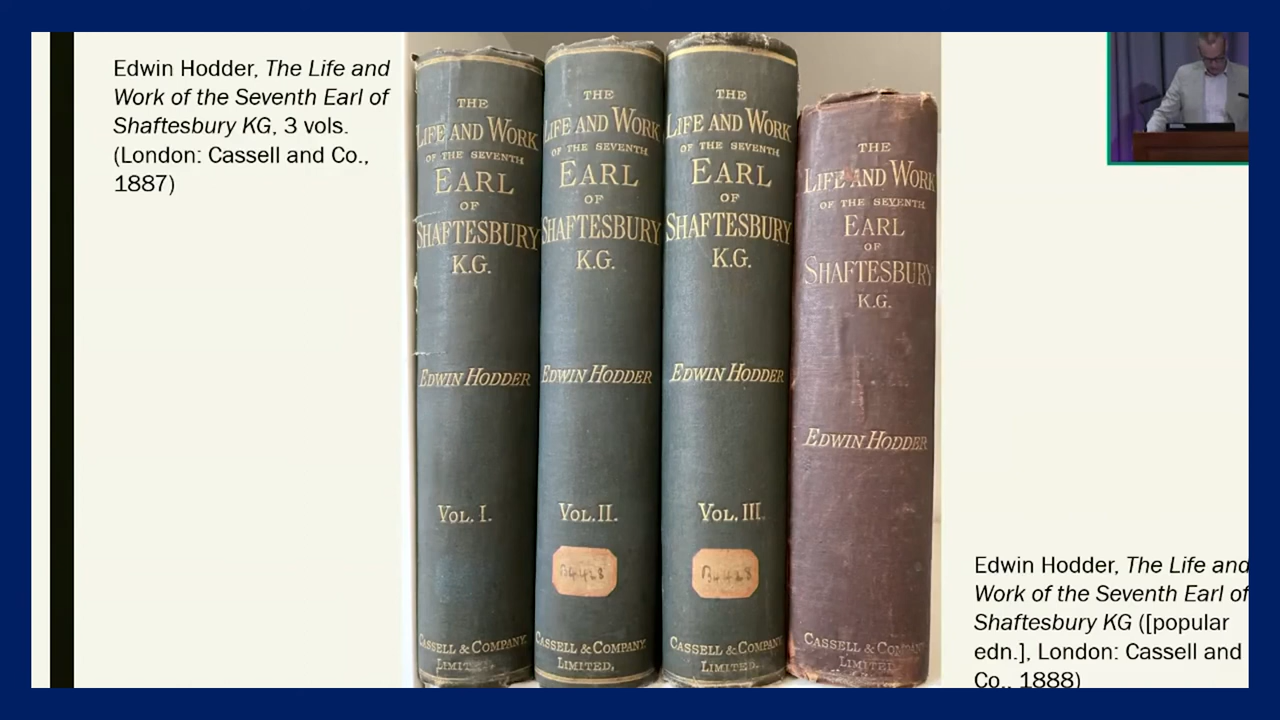 Edwin Hodder, The Life and
Work of the Seventh Earl of
Shaftesbury KG, 3 vols.
(London: Cassell and Co.,
1887)
THE
LIFE AND WORK
OF THE SEVENTH
EARL
OF
SHAFTESBURY
K.G.
EDWIN HODDER
VOL. I.
CASSELL & COMPANY
LIMITED,
THE
LIFE AND WORK
OF THE SEVENTH
EARL
OF
SHAFTESBURY
K.G.
EDWIN HODDER
VOL. II.
CASSELL & COMPANY
LIMITED,
THE
LIFE AND WORK
OF THE SEVENTH
EARL
OF
SHAFTESBURY
K.G.
EDWIN HODDER
VOL. III.
CASSELL & COMPANY
LIMITED.
THE
LIFE AND WORK
OF THE SEVENTH
EARL
OF
SHAFTESBURY
K.G.
EDWIN HODDER
CASSELL & COMPANY
LIMITED
Edwin Hodder, The Life and
Work of the Seventh Earl of
Shaftesbury KG ([popular
edn.], London: Cassell and
Co., 1888)